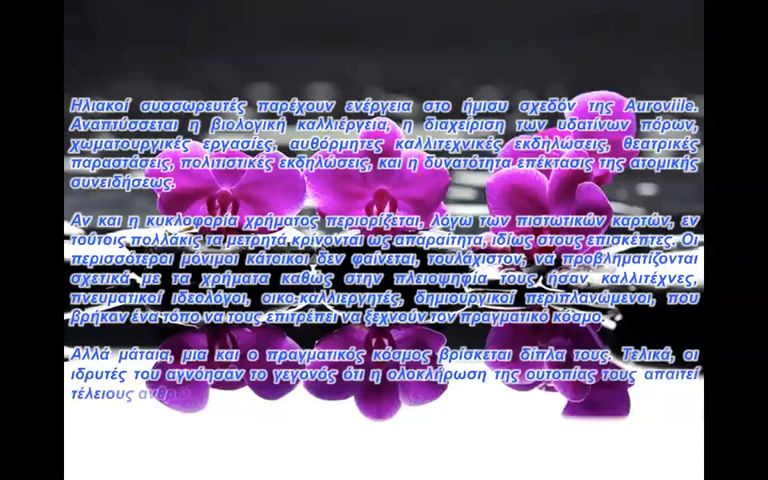 Ηλιακοί συσσωρευτές παρέχουν ενέργεια στο ήμισυ σχεδόν της Auroville.
Αναπτύσσεται η βιολογική καλλιέργεια, η διαχείριση των υδατίνων πόρων,
χωματουργικές εργασίες, αυθόρμητες καλλιτεχνικές εκδηλώσεις, θεατρικές
παραστάσεις, πολιτιστικές εκδηλώσεις, και η δυνατότητα επέκτασις της ατομικής
συνειδήσεως.
Αν και η κυκλοφορία χρήματος περιορίζεται, λόγω των πιστωτικών καρτών, εν
τούτοις πολλάκις τα μετρητά κρίνονται ως απαραίτητα, ιδίως στους επισκέπτες. Οι
περισσότεροι μόνιμοι κάτοικοι δεν φαίνεται, τουλάχιστον, να προβληματίζονται
σχετικά με τα χρήματα καθώς στην πλειοψηφία τους ήσαν καλλιτέχνες,
πνευματικοί ιδεολόγοι, οικο-καλλιεργητές, δημιουργικοί περιπλανώμενοι, που
βρήκαν ένα τόπο να τους επιτρέπει να ξεχνούν τον πραγματικό κόσμο.
Αλλά μάταια, μια και ο πραγματικός κόσμος βρίσκεται δίπλα τους. Τελικά, οι
ιδρυτές του αγνόησαν το γεγονός ότι η ολοκλήρωση της ουτοπίας τους απαιτεί
τέλειους